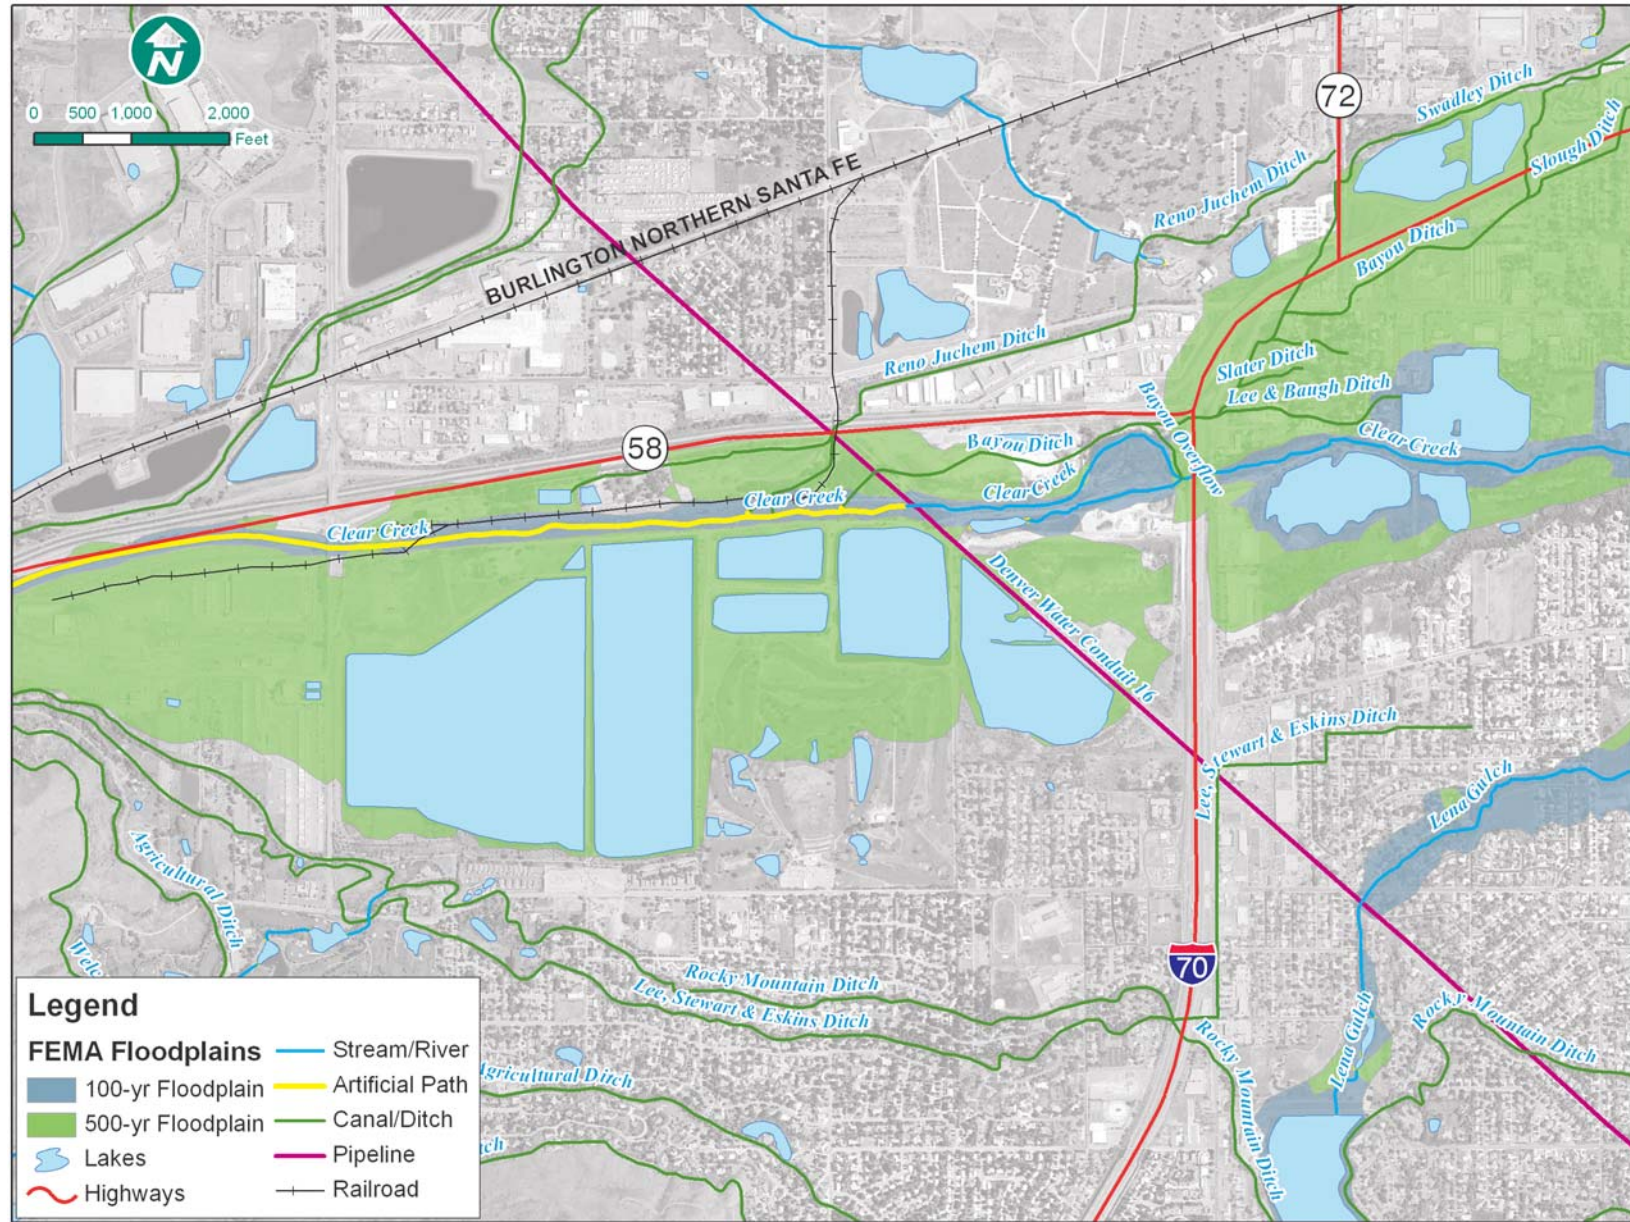 N
0 500 1,000 2,000
Feet
72
Swadley Ditch
Slough Ditch
BURLINGTON NORTHERN SANTA FE
Reno Juchem Ditch
Bayou Ditch
Reno Juchem Ditch
Slater Ditch
Lee & Baugh Ditch
Bayou Overflow
58
Bayou Ditch
Clear Creek
Clear Creek
Clear Creek
Clear Creek
Denver Water Conduit 16
Lee, Stewart & Eskins Ditch
Lena Gulch
Agricultural Ditch
Welc
70
Rocky Mountain Ditch
Lee, Stewart & Eskins Ditch
Rocky Mountain Ditch
Lena Gulch
Rocky Mountain Ditch
Agricultural Ditch
ch
Legend
FEMA Floodplains
100-yr Floodplain
500-yr Floodplain
Lakes
Highways
Stream/River
Artificial Path
Canal/Ditch
Pipeline
Railroad